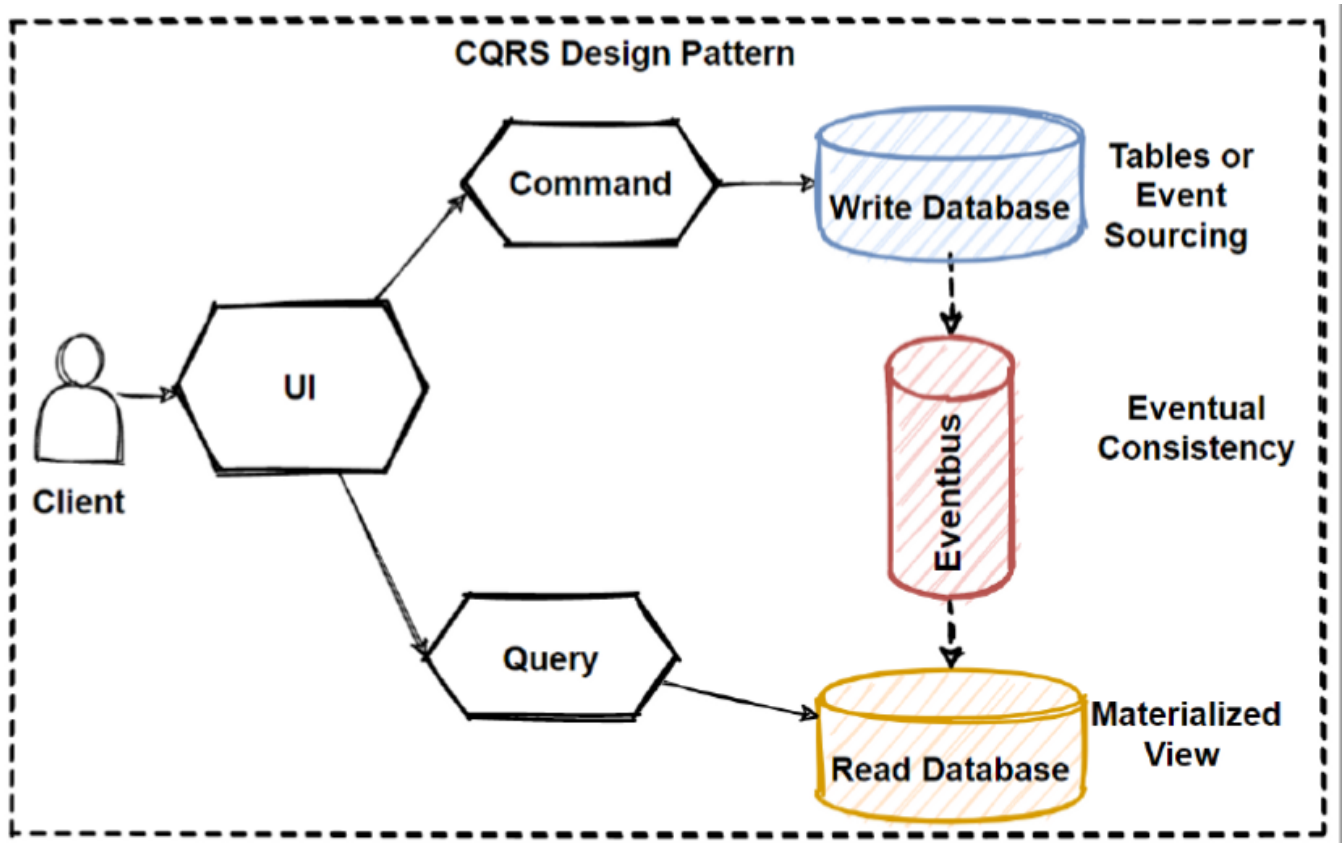 CQRS Design Pattern
Command
Write Database
Tables or
Event
Sourcing
UI
Client
Eventbus
Eventual
Consistency
Query
Read Database
Materialized
View